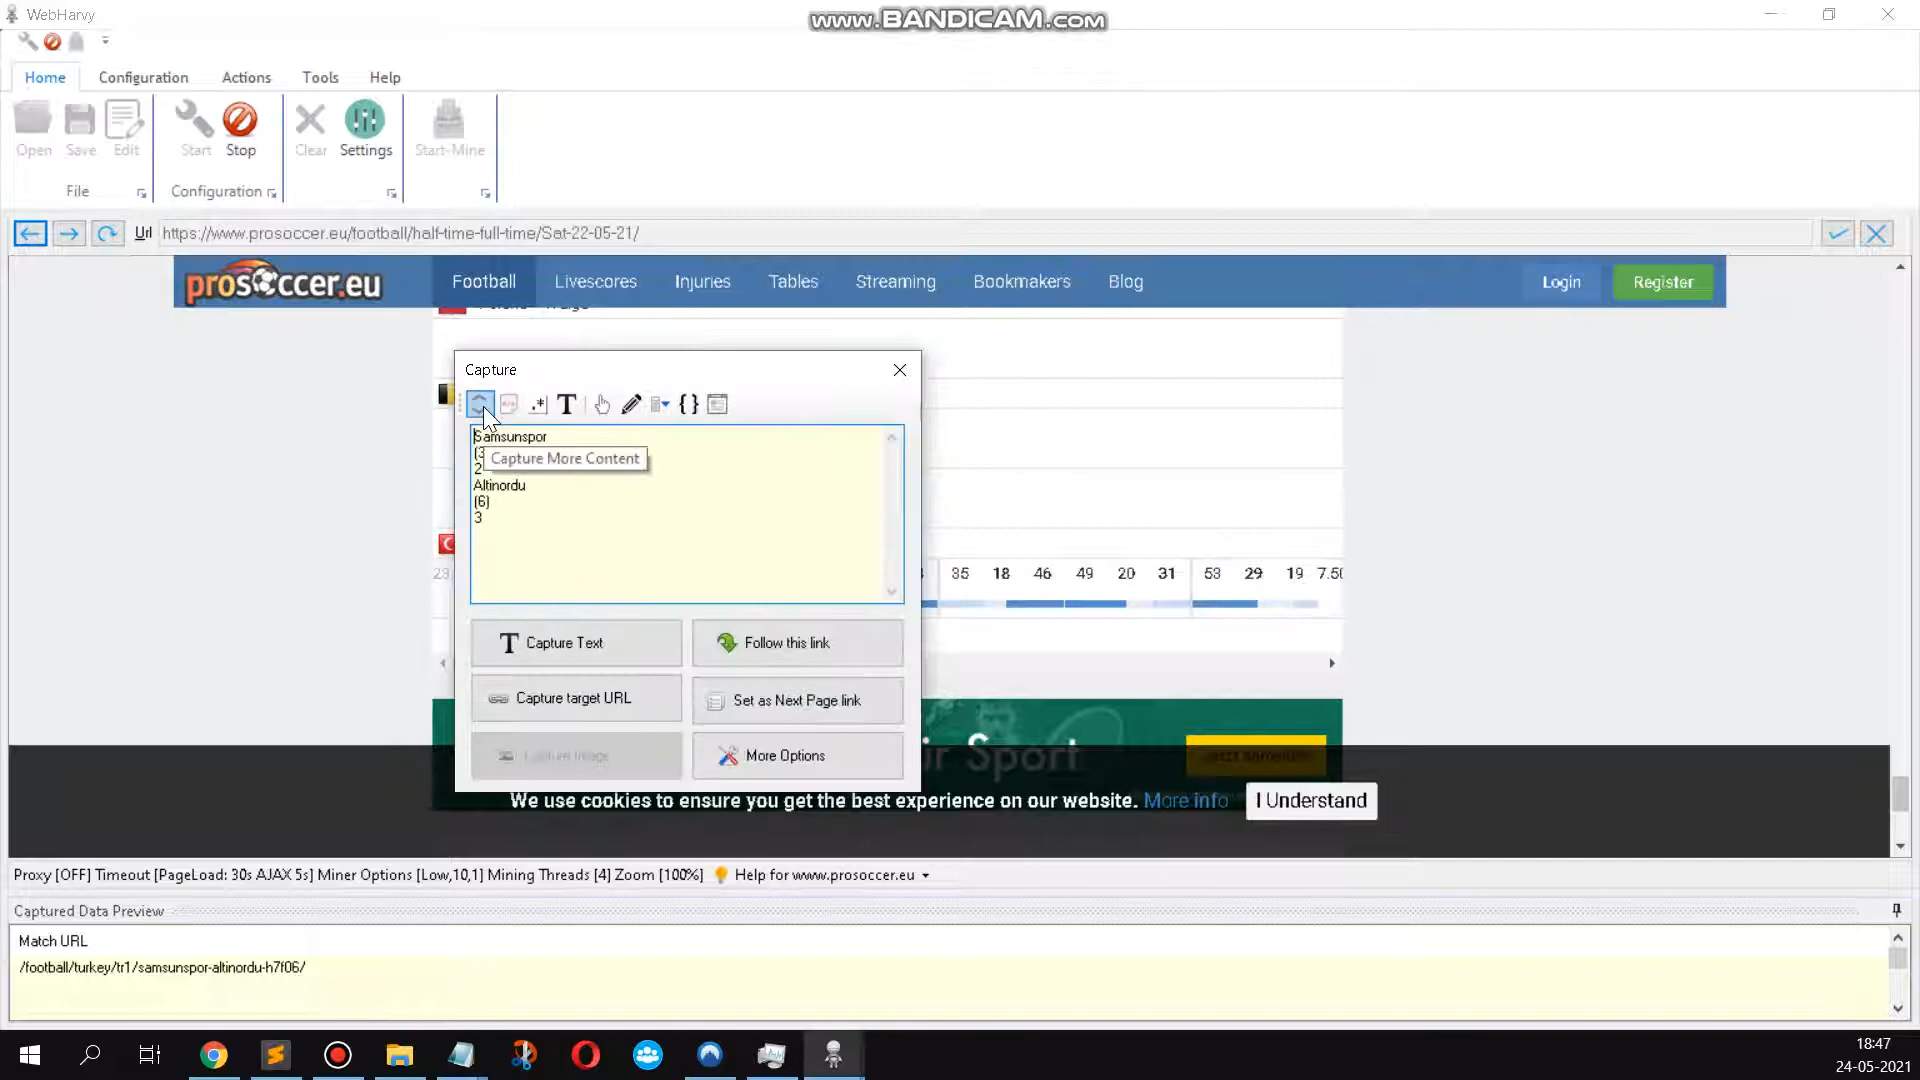 WebHarvy
www.BANDICAM.com
Home Configuration Actions Tools Help
Open Save Edit Start Stop Clear Settings Start-Mine
File Configuration
Url https://www.prosoccer.eu/football/half-time-full-time/Sat-22-05-21/
prosoccer.eu Football Livescores Injuries Tables Streaming Bookmakers Blog Login Register
Capture
.* T { }
Samsunspor
(3
Capture More Content
2
Altinordu
(6)
3
23 35 18 46 49 20 31 53 29 19 7.50
T Capture Text Follow this link
Capture target URL Set as Next Page link
Capture Image More Options
ir Sport
We use cookies to ensure you get the best experience on our website. More info I Understand
Proxy [OFF] Timeout [PageLoad: 30s AJAX 5s] Miner Options [Low,10,1] Mining Threads [4] Zoom [100%] Help for www.prosoccer.eu
Captured Data Preview
Match URL
/football/turkey/tr1/samsunspor-altinordu-h7f06/
18:47
24-05-2021